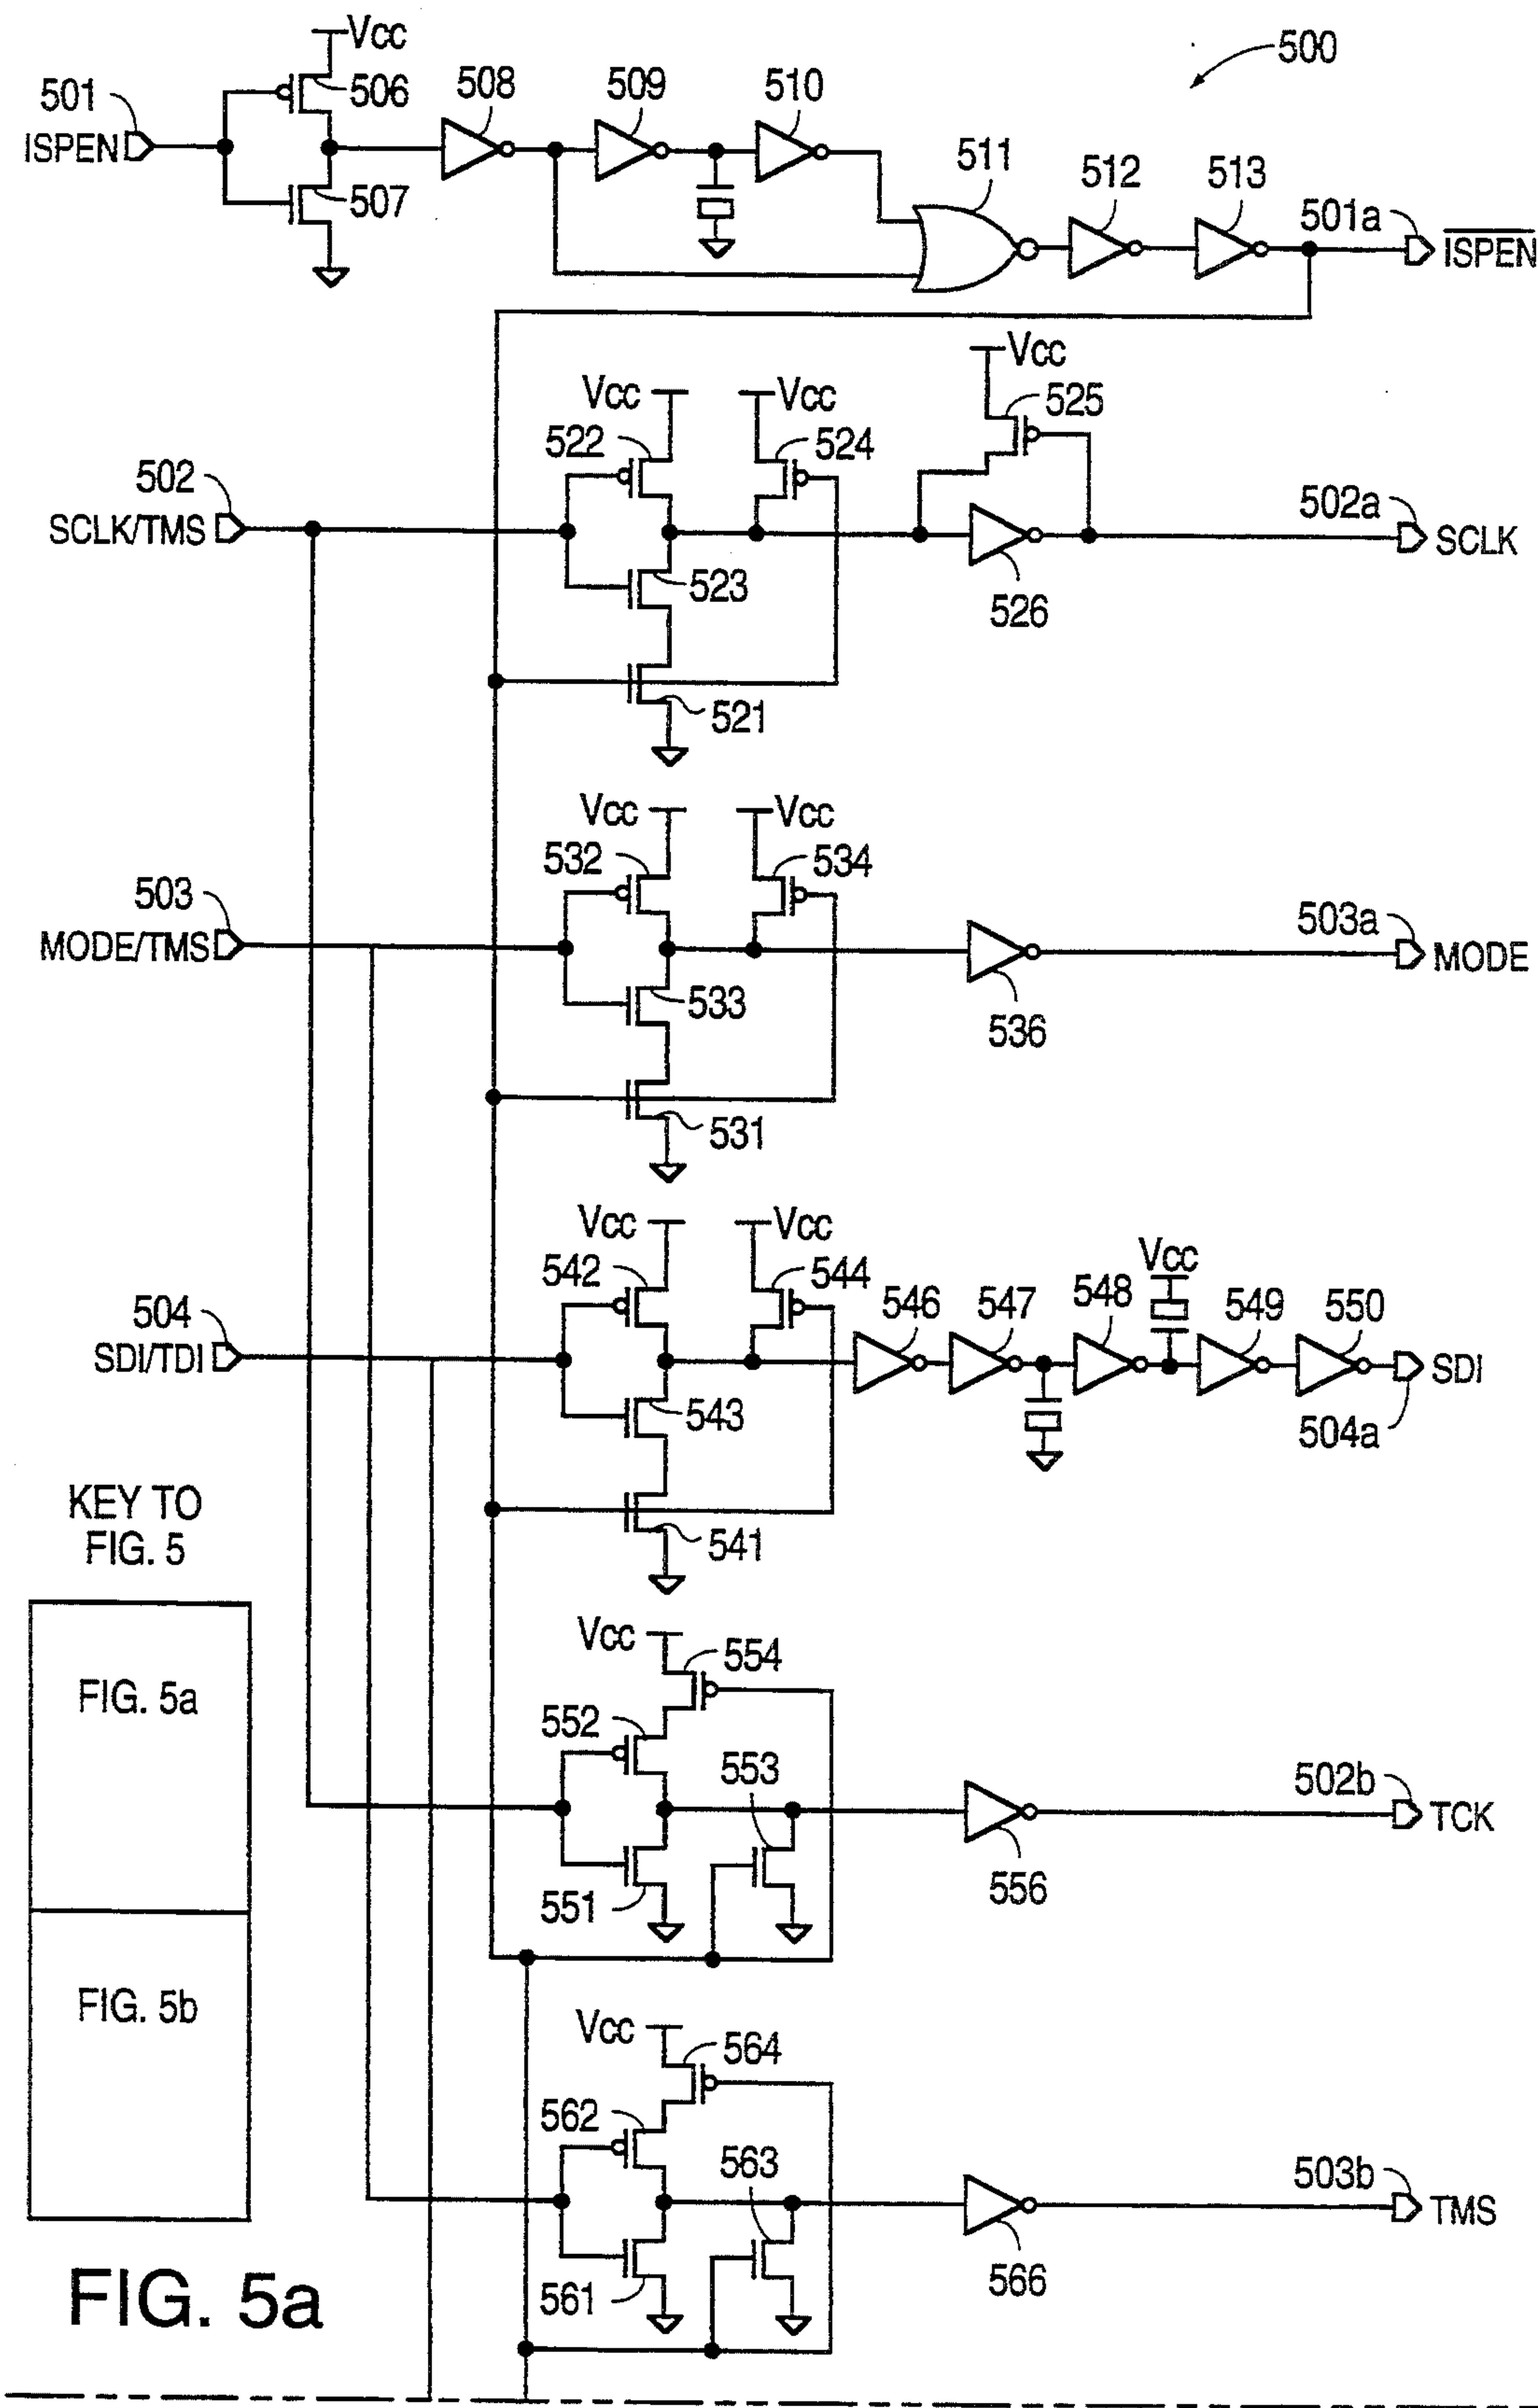 500
Vcc
506
501
ISPEN
507
508
509
510
511
512
513
501a
ISPEN
Vcc
Vcc
Vcc
525
522
524
502
SCLK/TMS
523
526
502a
SCLK
521
Vcc
Vcc
532
534
503
MODE/TMS
533
536
503a
MODE
531
Vcc
Vcc
Vcc
542
544
546
547
548
549
550
504
SDI/TDI
SDI
543
504a
541
KEY TO
FIG. 5
FIG. 5a
FIG. 5b
Vcc
554
552
553
502b
TCK
551
556
Vcc
564
562
563
503b
TMS
561
566
FIG. 5a